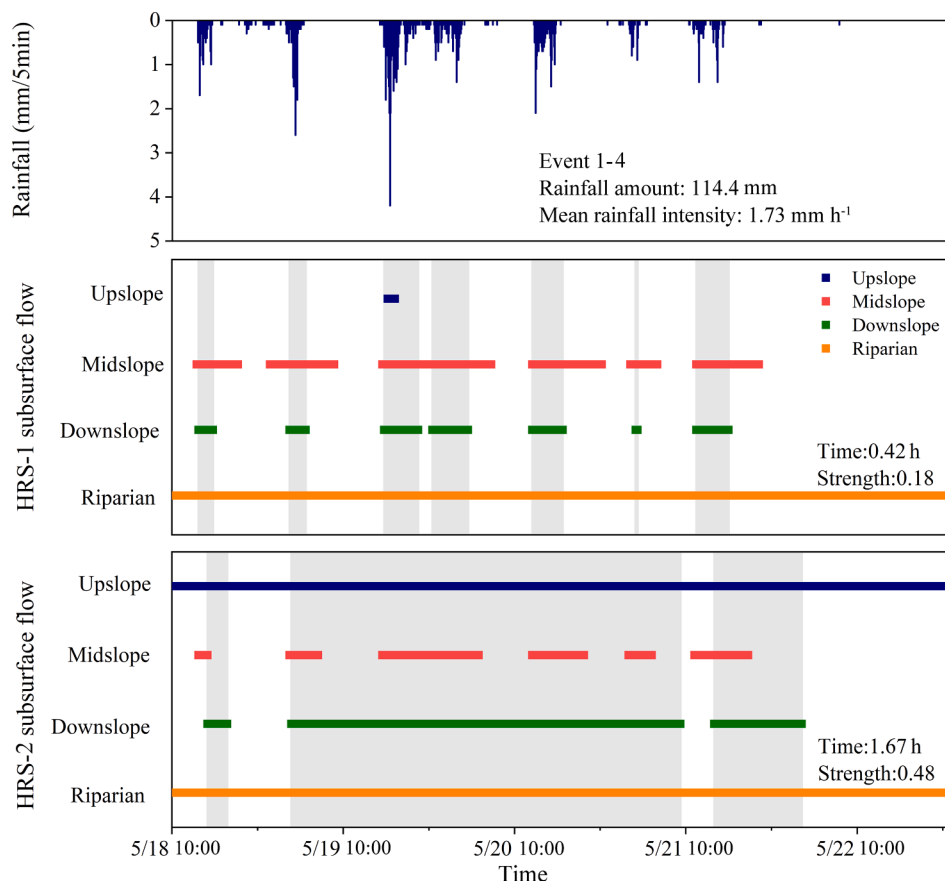 Rainfall (mm/5min)
0
1
2
3
4
5
Event 1-4
Rainfall amount: 114.4 mm
Mean rainfall intensity: 1.73 mm h⁻¹
HRS-1 subsurface flow
Upslope
Midslope
Downslope
Riparian
Upslope
Midslope
Downslope
Riparian
Time:0.42 h
Strength:0.18
HRS-2 subsurface flow
Upslope
Midslope
Downslope
Riparian
Time:1.67 h
Strength:0.48
5/18 10:00
5/19 10:00
5/20 10:00
5/21 10:00
5/22 10:00
Time